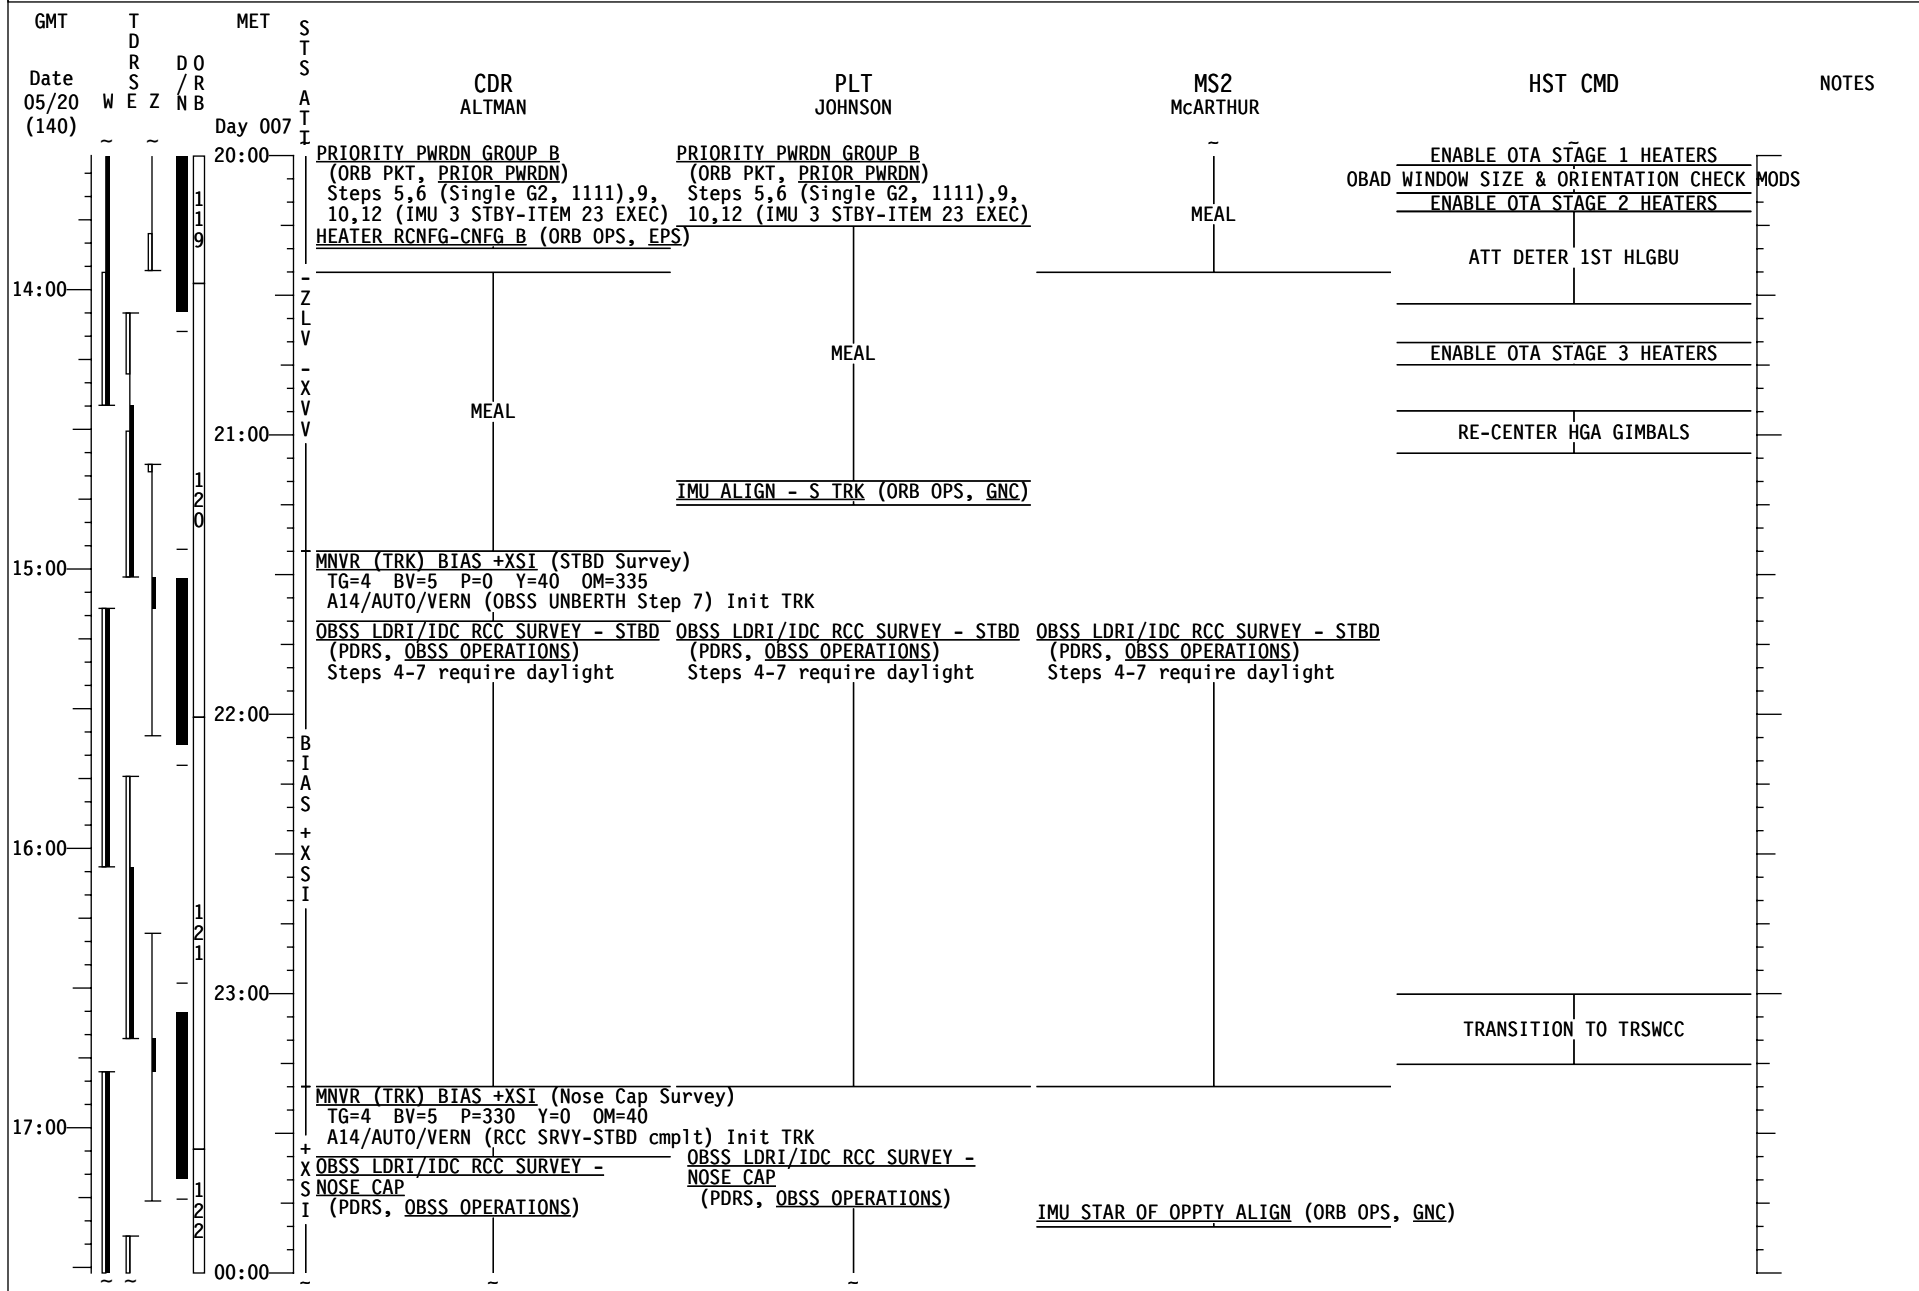 GMT
TDRSE
MET
STS ATT
Date
05/20
(140)
W E Z
D/N
ORB
Day 007
CDR
ALTMAN
PLT
JOHNSON
MS2
McARTHUR
HST CMD
NOTES
~ ~ ~ ~
20:00
PRIORITY PWRDN GROUP B
(ORB PKT, PRIOR PWRDN)
Steps 5,6 (Single G2, 1111),9,
10,12 (IMU 3 STBY-ITEM 23 EXEC)
HEATER RCNFG-CNFG B (ORB OPS, EPS)
PRIORITY PWRDN GROUP B
(ORB PKT, PRIOR PWRDN)
Steps 5,6 (Single G2, 1111),9,
10,12 (IMU 3 STBY-ITEM 23 EXEC)
MEAL
ENABLE OTA STAGE 1 HEATERS
OBAD WINDOW SIZE & ORIENTATION CHECK MODS
ENABLE OTA STAGE 2 HEATERS
ATT DETER 1ST HLGBU
119
14:00
-ZLV -XVV
MEAL
ENABLE OTA STAGE 3 HEATERS
MEAL
21:00
RE-CENTER HGA GIMBALS
120
IMU ALIGN - S TRK (ORB OPS, GNC)
15:00
MNVR (TRK) BIAS +XSI (STBD Survey)
TG=4 BV=5 P=0 Y=40 OM=335
A14/AUTO/VERN (OBSS UNBERTH Step 7) Init TRK
OBSS LDRI/IDC RCC SURVEY - STBD
(PDRS, OBSS OPERATIONS)
Steps 4-7 require daylight
OBSS LDRI/IDC RCC SURVEY - STBD
(PDRS, OBSS OPERATIONS)
Steps 4-7 require daylight
OBSS LDRI/IDC RCC SURVEY - STBD
(PDRS, OBSS OPERATIONS)
Steps 4-7 require daylight
22:00
BIAS +XSI
16:00
121
23:00
TRANSITION TO TRSWCC
MNVR (TRK) BIAS +XSI (Nose Cap Survey)
TG=4 BV=5 P=330 Y=0 OM=40
A14/AUTO/VERN (RCC SRVY-STBD cmplt) Init TRK
17:00
+XSI
OBSS LDRI/IDC RCC SURVEY -
NOSE CAP
(PDRS, OBSS OPERATIONS)
OBSS LDRI/IDC RCC SURVEY -
NOSE CAP
(PDRS, OBSS OPERATIONS)
IMU STAR OF OPPTY ALIGN (ORB OPS, GNC)
122
00:00
~ ~ ~ ~ ~